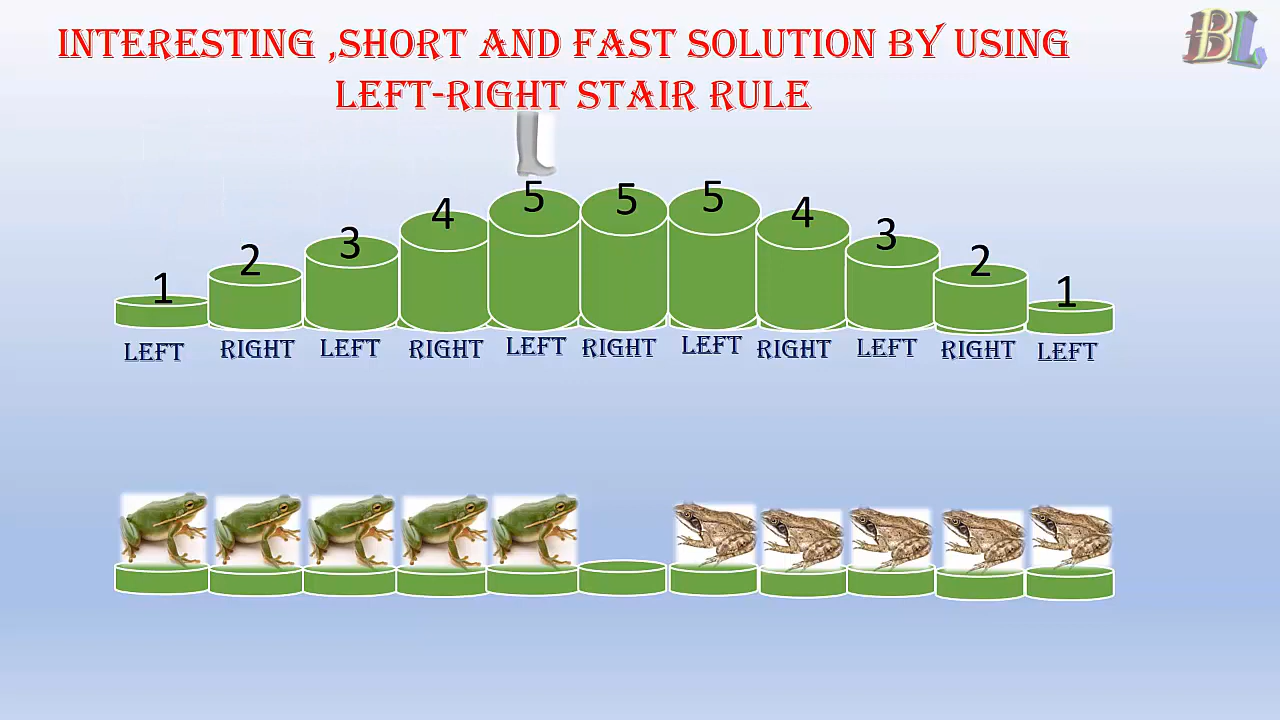 INTERESTING ,SHORT AND FAST SOLUTION BY USING
LEFT-RIGHT STAIR RULE
BL
1 2 3 4 5 5 5 4 3 2 1
LEFT RIGHT LEFT RIGHT LEFT RIGHT LEFT RIGHT LEFT RIGHT LEFT